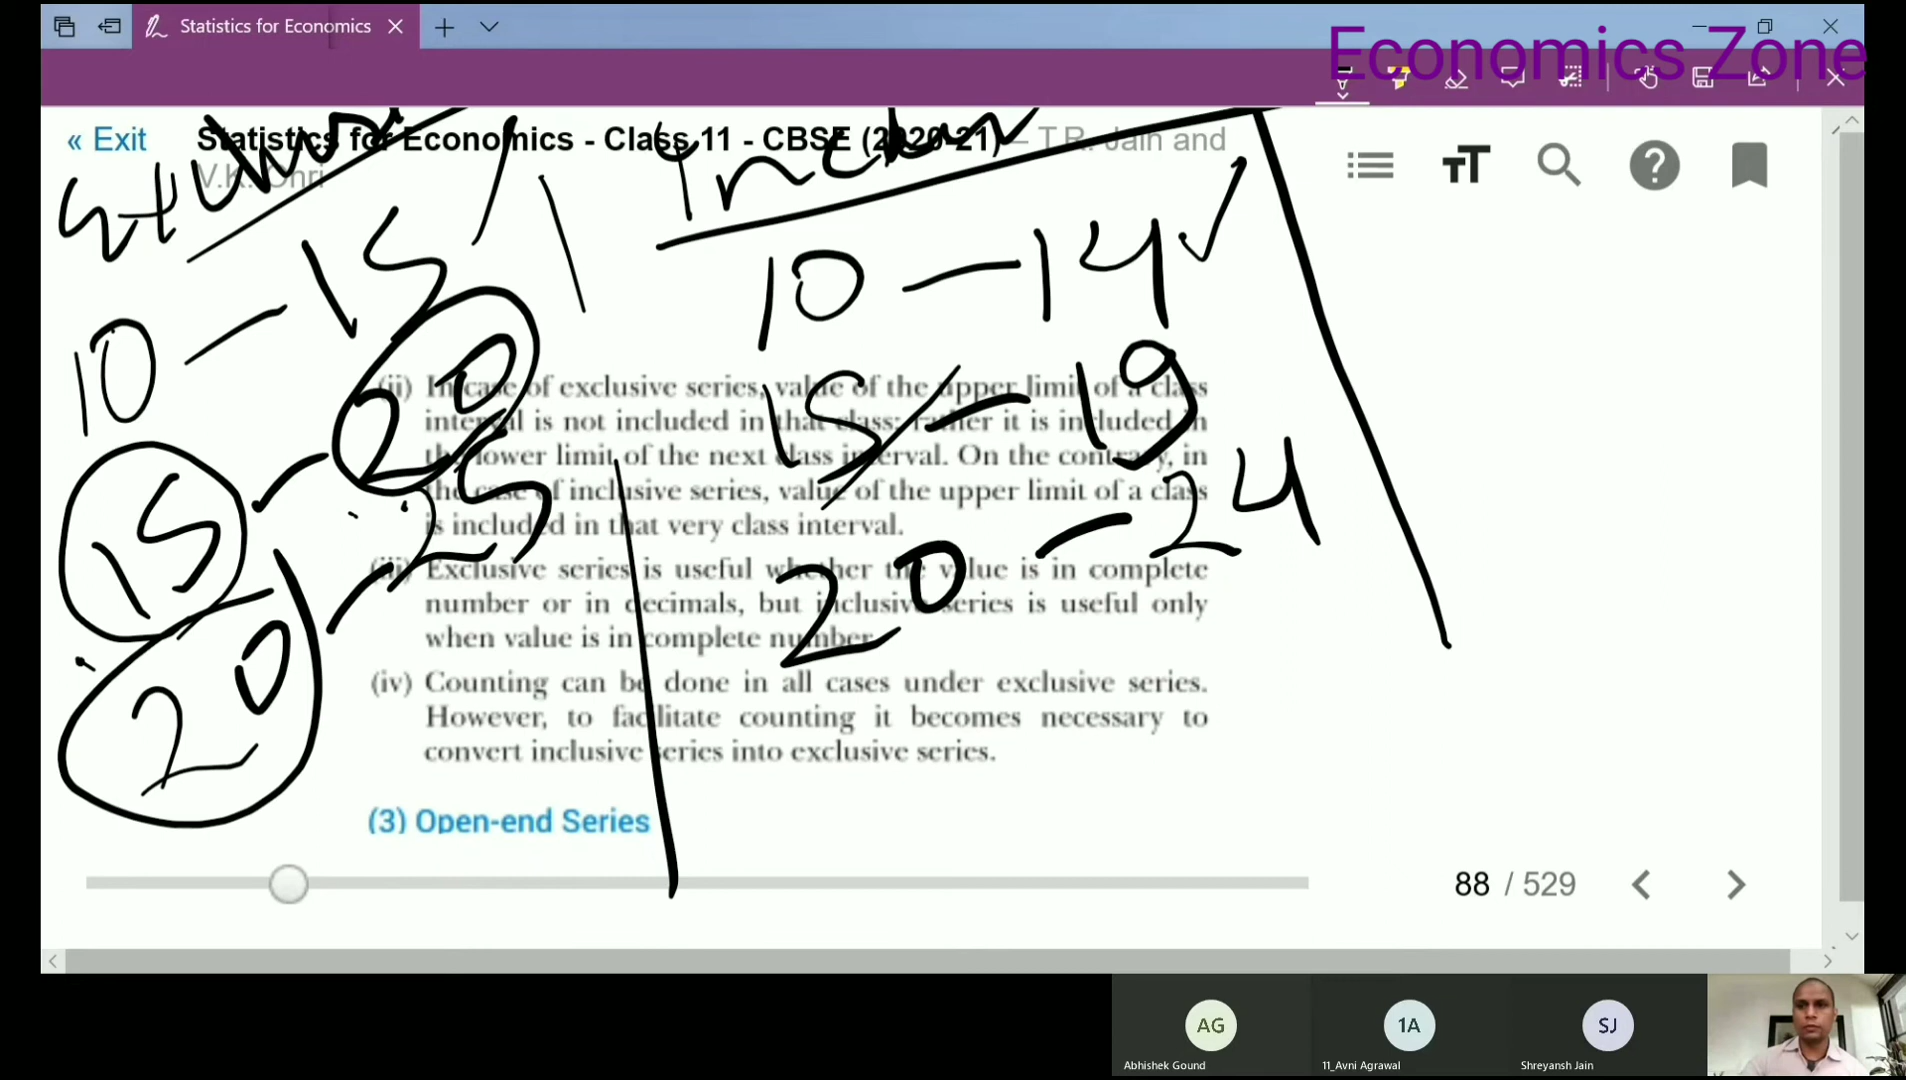 Statistics for Economics
Economics Zone
« Exit
Statistics for Economics - Class 11 - CBSE (2020-21) – T.R. Jain and
V.K. Ohri
10 — 15
15 — 20
20 — 25
10 — 14
15 — 19
20 — 24
(ii) In case of exclusive series, value of the upper limit of a class
interval is not included in that class; rather it is included in
the lower limit of the next class interval. On the contrary, in
the case of inclusive series, value of the upper limit of a class
is included in that very class interval.
(iii) Exclusive series is useful whether the value is in complete
number or in decimals, but inclusive series is useful only
when value is in complete number.
(iv) Counting can be done in all cases under exclusive series.
However, to facilitate counting it becomes necessary to
convert inclusive series into exclusive series.
(3) Open-end Series
88 / 529
AG
1A
SJ
Abhishek Gound
11_Avni Agrawal
Shreyansh Jain